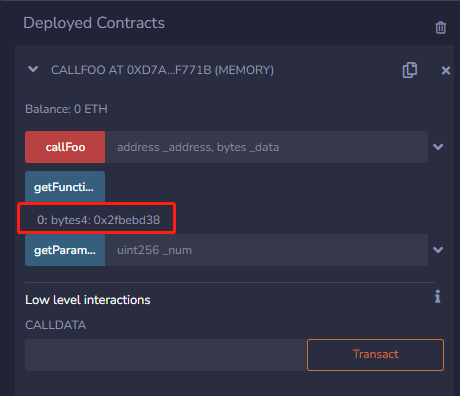 Deployed Contracts
CALLFOO AT 0XD7A...F771B (MEMORY)
Balance: 0 ETH
callFoo address _address, bytes _data
getFuncti...
0: bytes4: 0x2fbebd38
getParam... uint256 _num
Low level interactions
CALLDATA
Transact